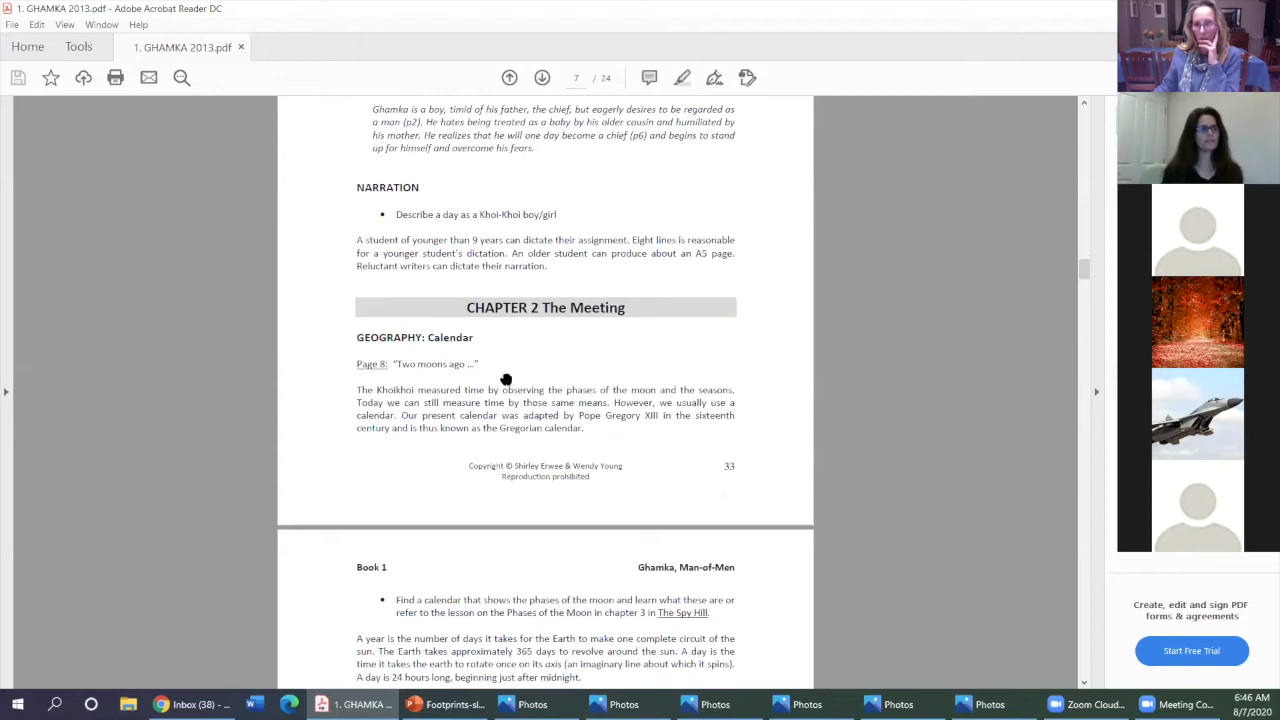 1. GHAMKA 2013.pdf - Adobe Acrobat Reader DC
File Edit View Window Help
Home Tools 1. GHAMKA 2013.pdf ×
7 / 24
Ghamka is a boy, timid of his father, the chief, but eagerly desires to be regarded as
a man (p2). He hates being treated as a baby by his older cousin and humiliated by
his mother. He realizes that he will one day become a chief (p6) and begins to stand
up for himself and overcome his fears.
NARRATION
• Describe a day as a Khoi-Khoi boy/girl
A student of younger than 9 years can dictate their assignment. Eight lines is reasonable
for a younger student's dictation. An older student can produce about an A5 page.
Reluctant writers can dictate their narration.
CHAPTER 2 The Meeting
GEOGRAPHY: Calendar
Page 8: "Two moons ago ..."
The Khoikhoi measured time by observing the phases of the moon and the seasons.
Today we can still measure time by those same means. However, we usually use a
calendar. Our present calendar was adapted by Pope Gregory XIII in the sixteenth
century and is thus known as the Gregorian calendar.
Copyright © Shirley Erwee & Wendy Young
Reproduction prohibited
33
Book 1 Ghamka, Man-of-Men
• Find a calendar that shows the phases of the moon and learn what these are or
refer to the lesson on the Phases of the Moon in chapter 3 in The Spy Hill.
A year is the number of days it takes for the Earth to make one complete circuit of the
sun. The Earth takes approximately 365 days to revolve around the sun. A day is the
time it takes the earth to rotate once on its axis (an imaginary line about which it spins).
A day is 24 hours long, beginning just after midnight.
Create, edit and sign PDF
forms & agreements
Start Free Trial
Inbox (38) - ...
1. GHAMKA 2013....
Footprints-sl...
Photos
Photos
Photos
Photos
Photos
Photos
Zoom Cloud...
Meeting Co...
6:46 AM
8/7/2020